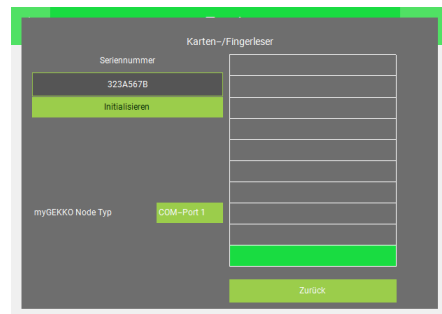 Karten-/Fingerleser
Seriennummer
323A567B
Initialisieren
myGEKKO Node Typ
COM-Port 1
Zurück